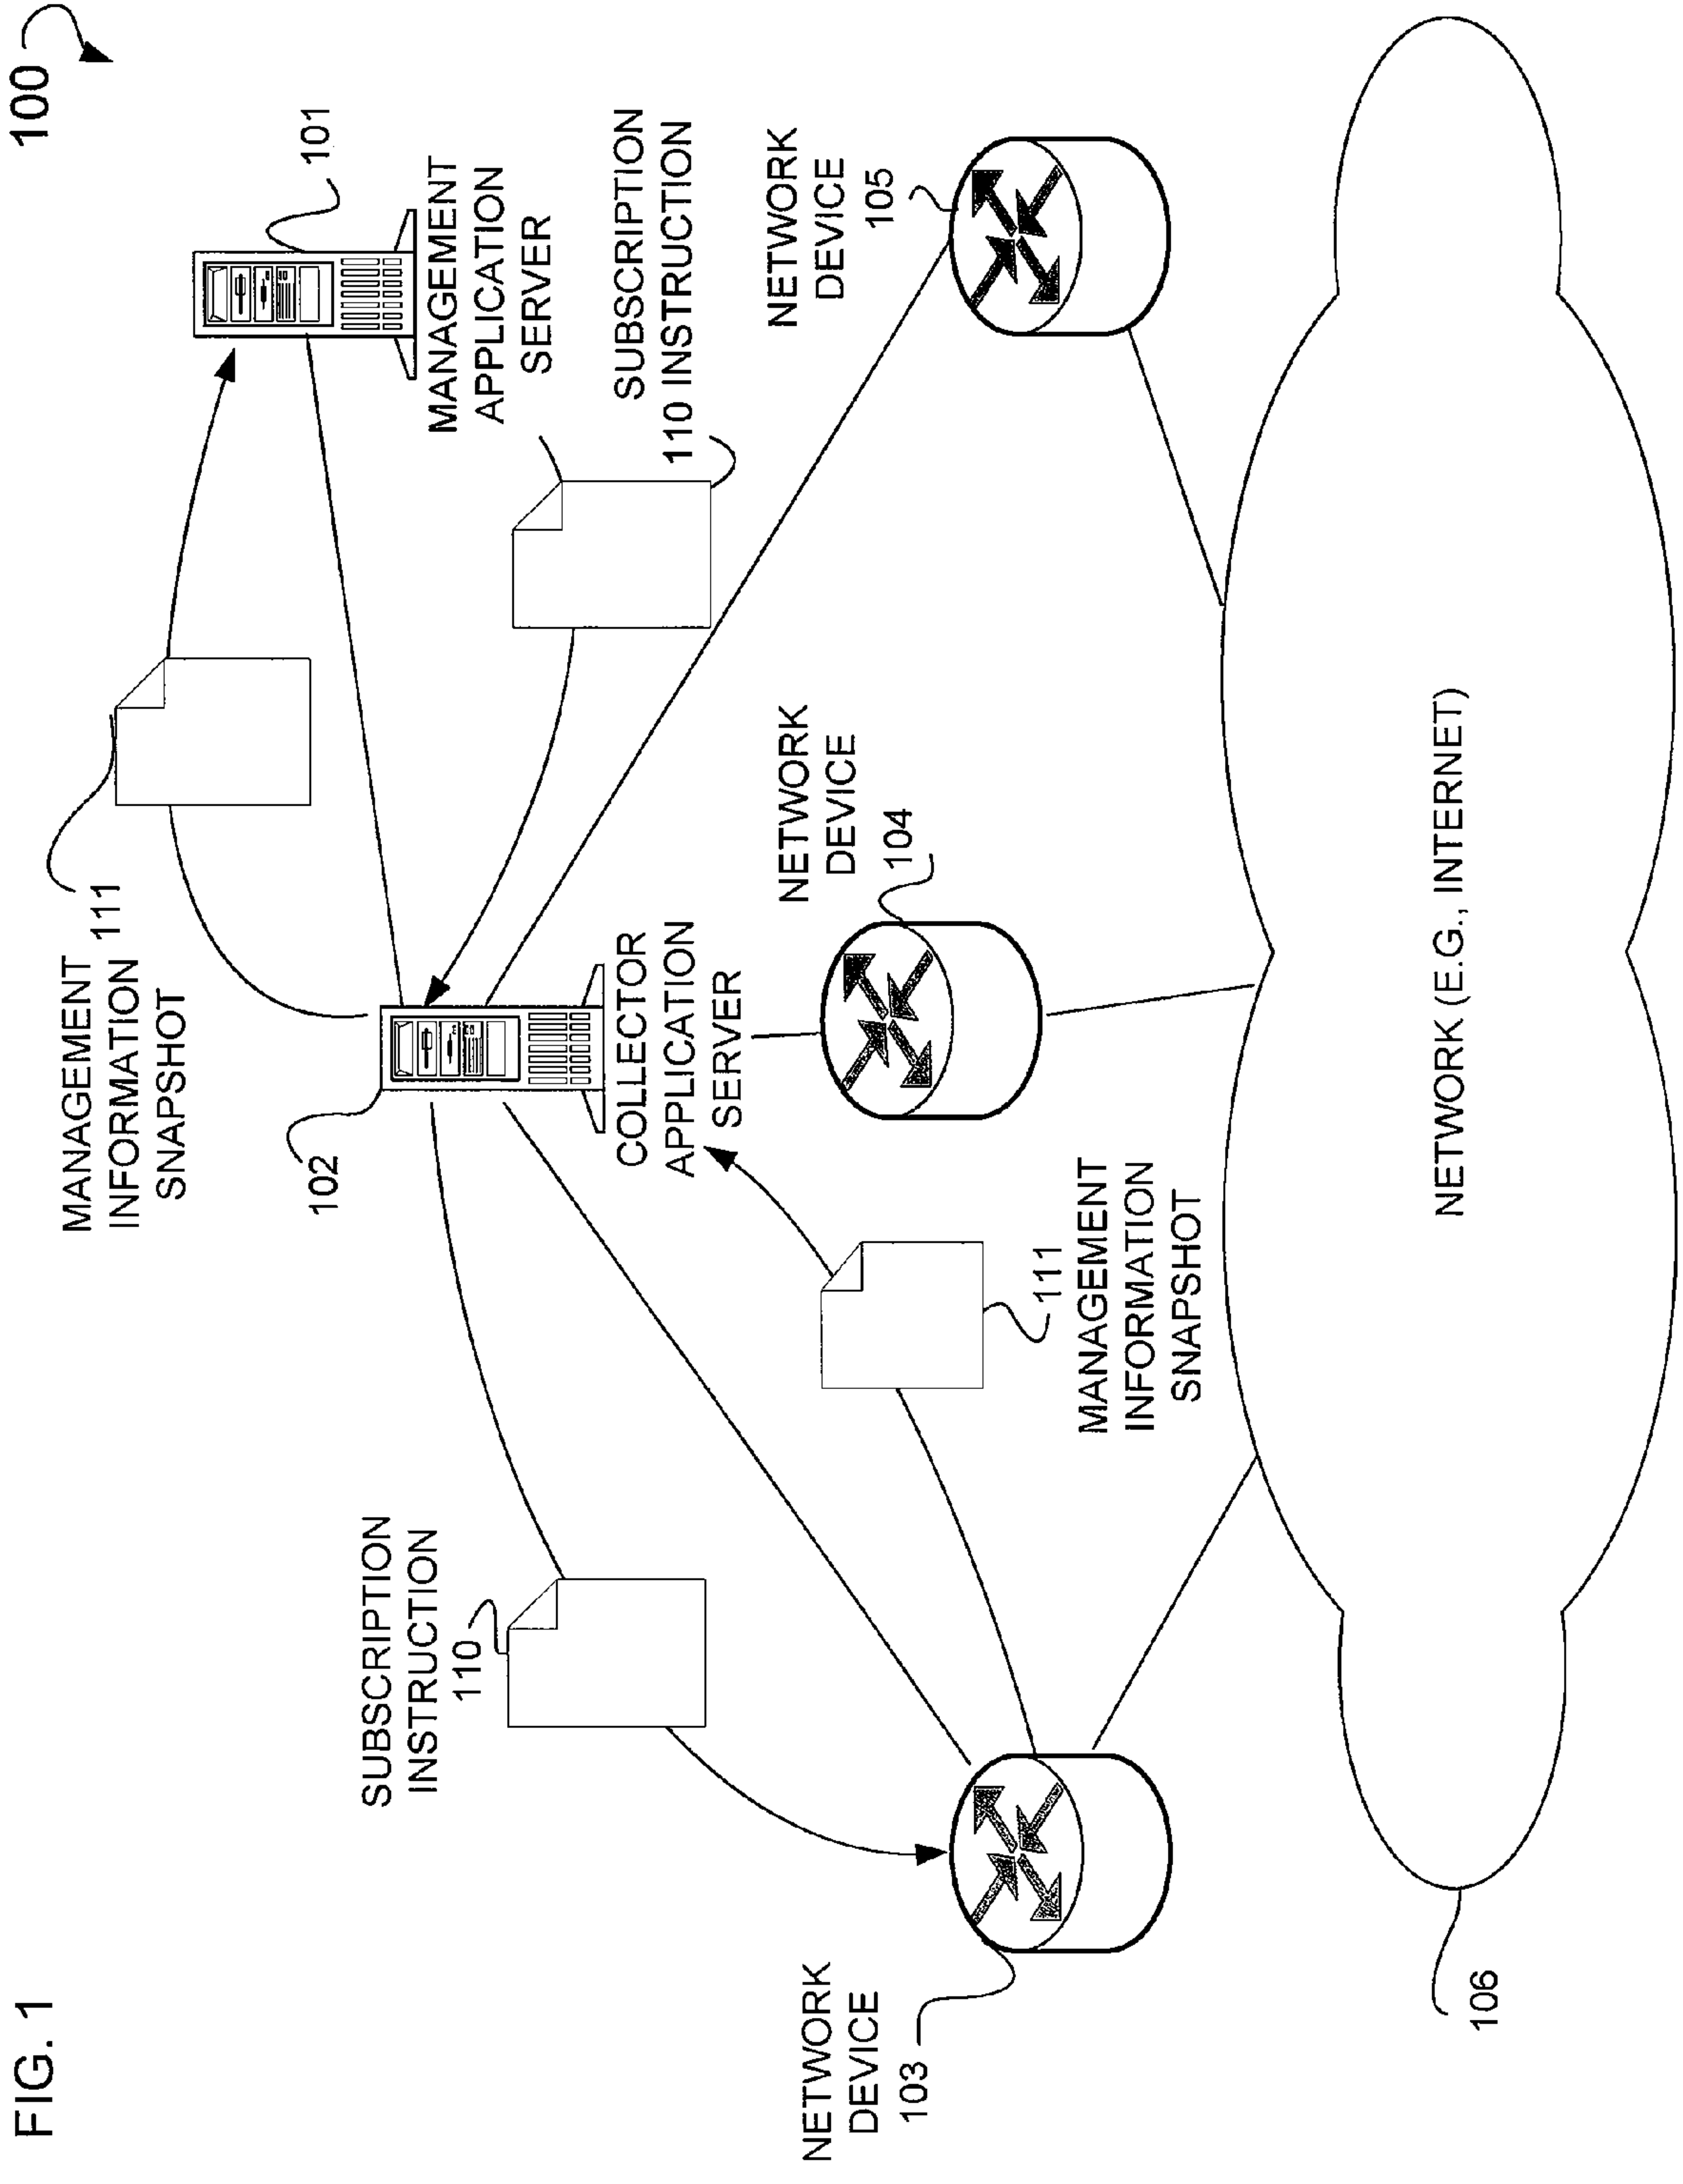 FIG. 1
100
101
MANAGEMENT
APPLICATION
SERVER
MANAGEMENT
INFORMATION 111
SNAPSHOT
102
COLLECTOR
APPLICATION
SERVER
SUBSCRIPTION
110 INSTRUCTION
SUBSCRIPTION
INSTRUCTION
110
NETWORK
DEVICE
103
NETWORK
DEVICE
104
NETWORK
DEVICE
105
111
MANAGEMENT
INFORMATION
SNAPSHOT
NETWORK (E.G., INTERNET)
106